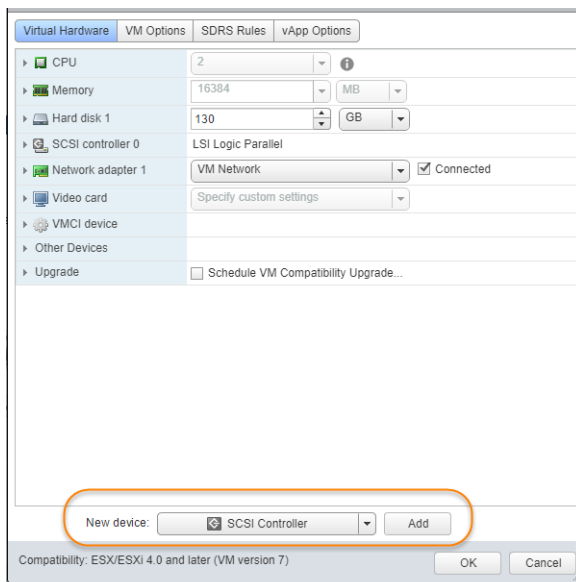 Virtual Hardware VM Options SDRS Rules vApp Options
CPU 2
Memory 16384 MB
Hard disk 1 130 GB
SCSI controller 0 LSI Logic Parallel
Network adapter 1 VM Network Connected
Video card Specify custom settings
VMCI device
Other Devices
Upgrade Schedule VM Compatibility Upgrade...
New device: SCSI Controller Add
Compatibility: ESX/ESXi 4.0 and later (VM version 7) OK Cancel